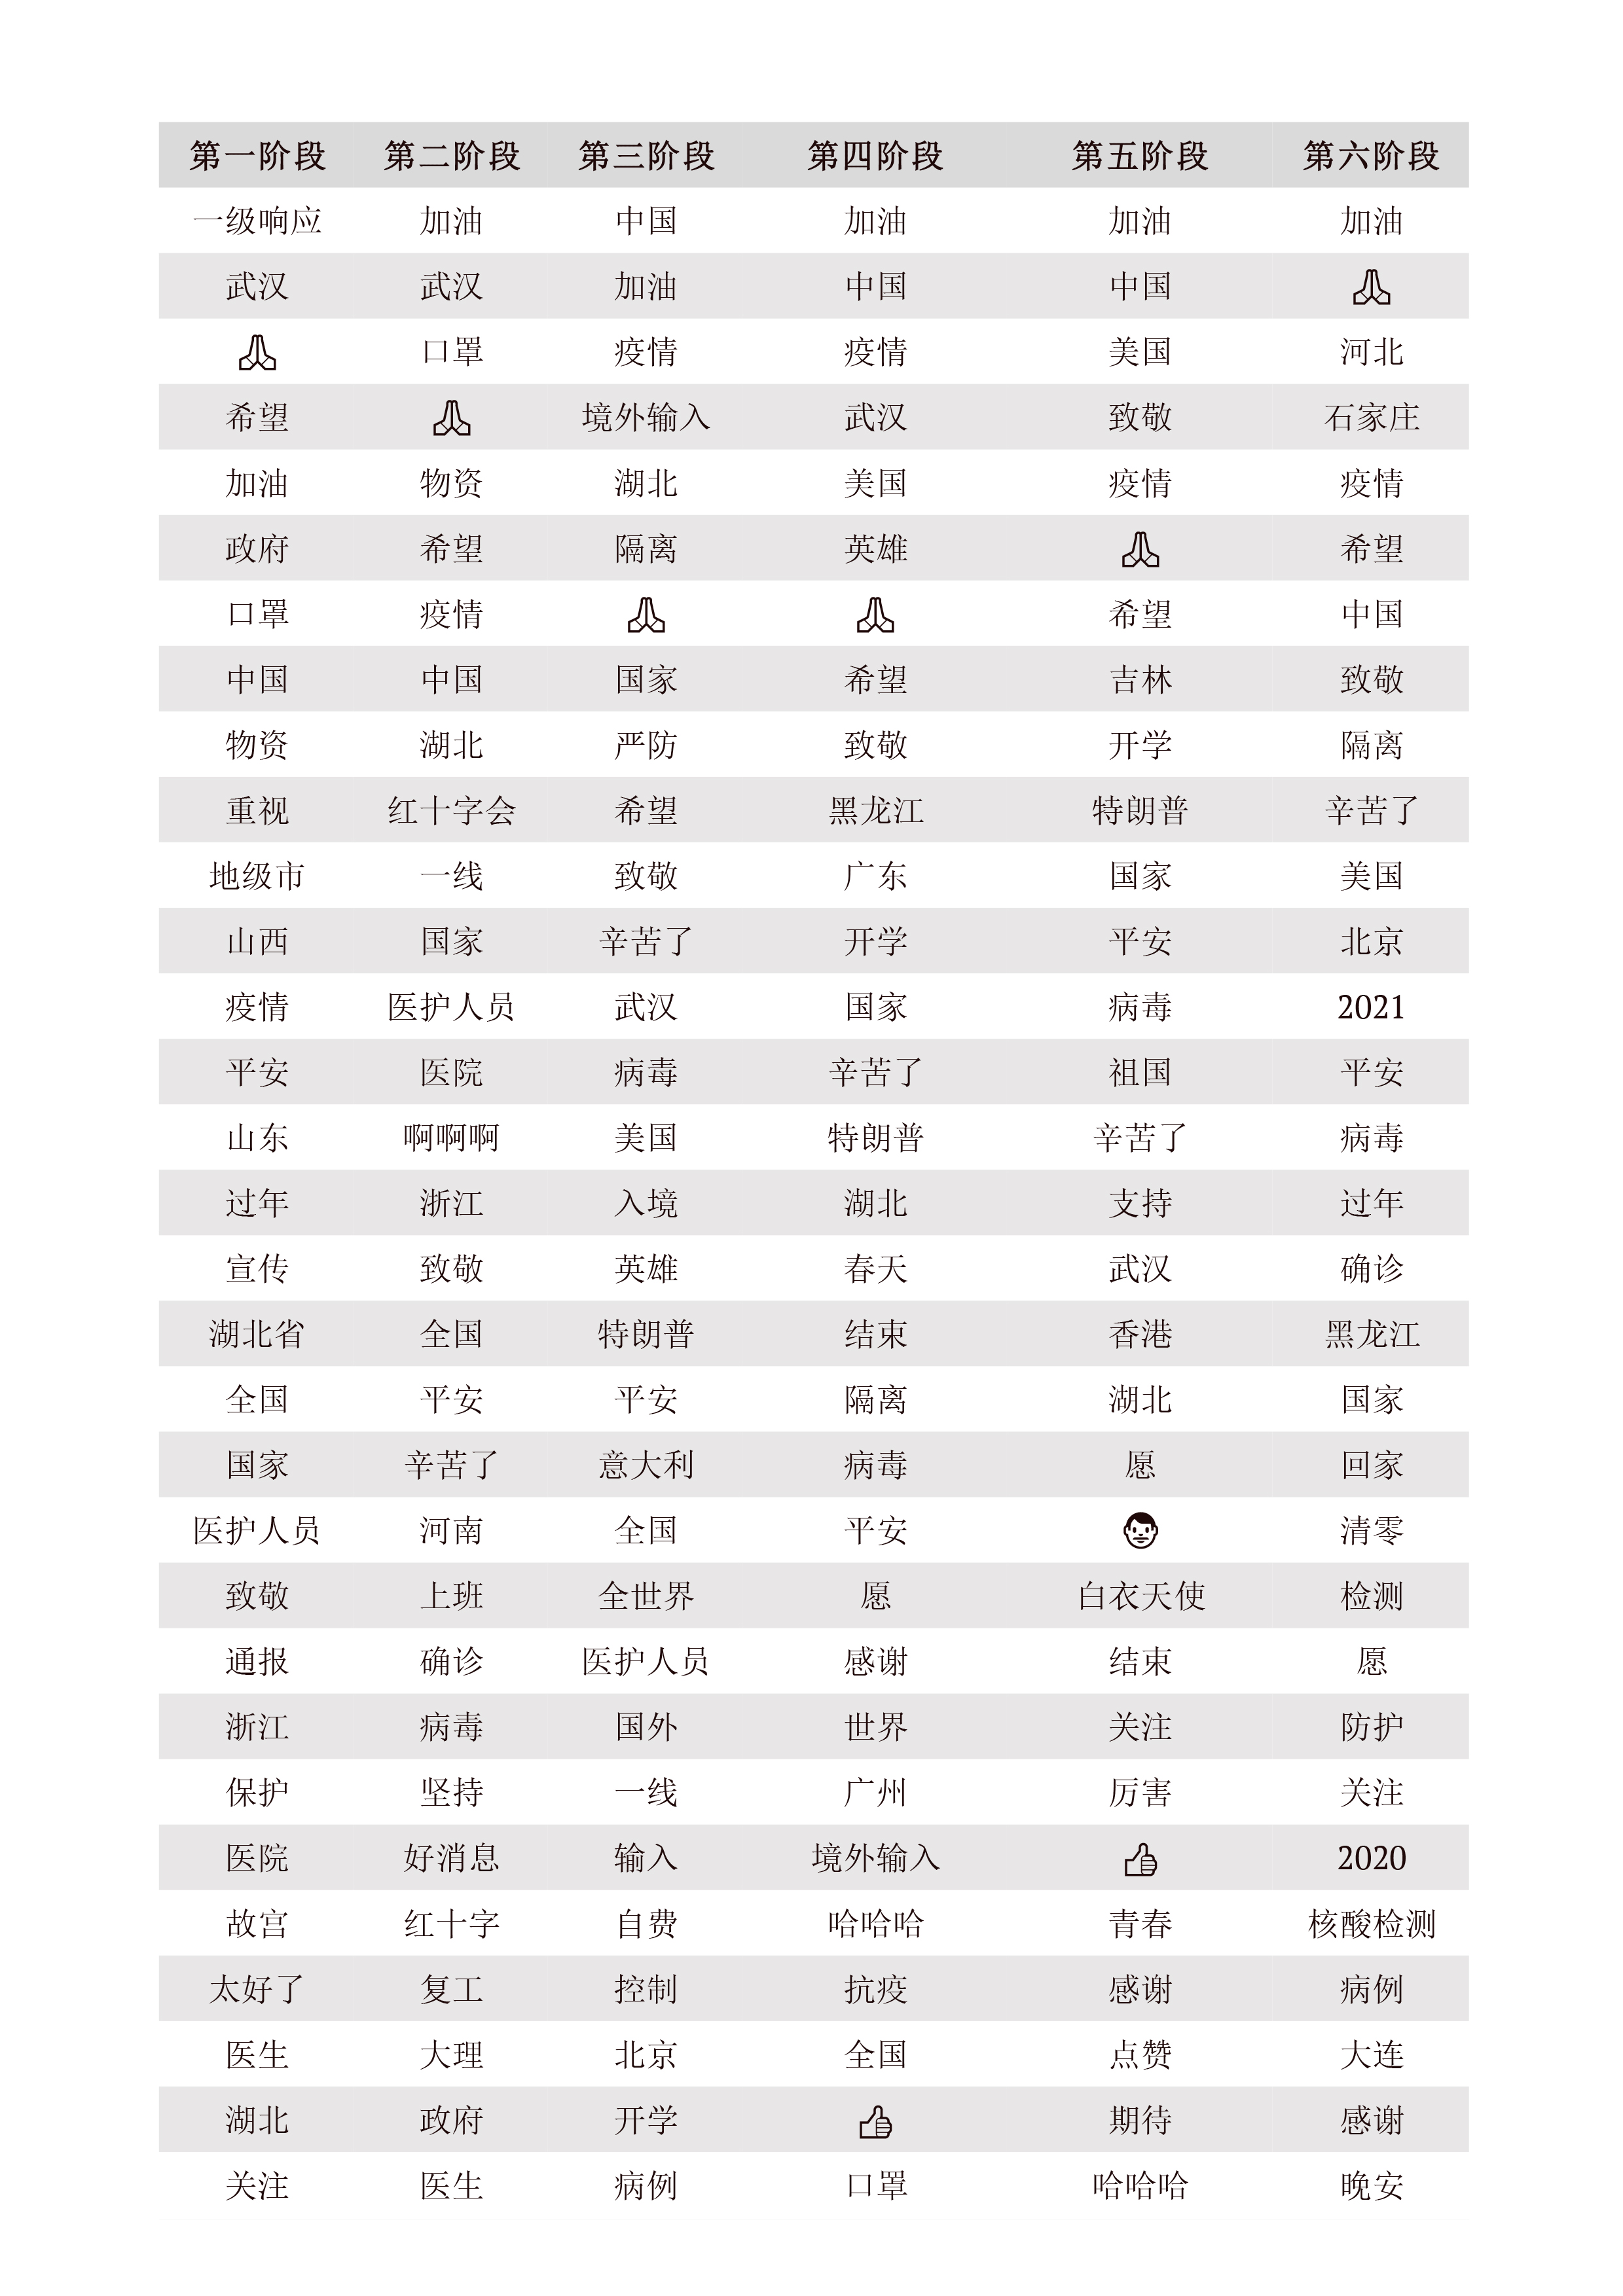 第一阶段 第二阶段 第三阶段 第四阶段 第五阶段 第六阶段
一级响应 加油 中国 加油 加油 加油
武汉 武汉 加油 中国 中国 🙏
🙏 口罩 疫情 疫情 美国 河北
希望 🙏 境外输入 武汉 致敬 石家庄
加油 物资 湖北 美国 疫情 疫情
政府 希望 隔离 英雄 🙏 希望
口罩 疫情 🙏 🙏 希望 中国
中国 中国 国家 希望 吉林 致敬
物资 湖北 严防 致敬 开学 隔离
重视 红十字会 希望 黑龙江 特朗普 辛苦了
地级市 一线 致敬 广东 国家 美国
山西 国家 辛苦了 开学 平安 北京
疫情 医护人员 武汉 国家 病毒 2021
平安 医院 病毒 辛苦了 祖国 平安
山东 啊啊啊 美国 特朗普 辛苦了 病毒
过年 浙江 入境 湖北 支持 过年
宣传 致敬 英雄 春天 武汉 确诊
湖北省 全国 特朗普 结束 香港 黑龙江
全国 平安 平安 隔离 湖北 国家
国家 辛苦了 意大利 病毒 愿 回家
医护人员 河南 全国 平安 👨 清零
致敬 上班 全世界 愿 白衣天使 检测
通报 确诊 医护人员 感谢 结束 愿
浙江 病毒 国外 世界 关注 防护
保护 坚持 一线 广州 厉害 关注
医院 好消息 输入 境外输入 👍 2020
故宫 红十字 自费 哈哈哈 青春 核酸检测
太好了 复工 控制 抗疫 感谢 病例
医生 大理 北京 全国 点赞 大连
湖北 政府 开学 👍 期待 感谢
关注 医生 病例 口罩 哈哈哈 晚安